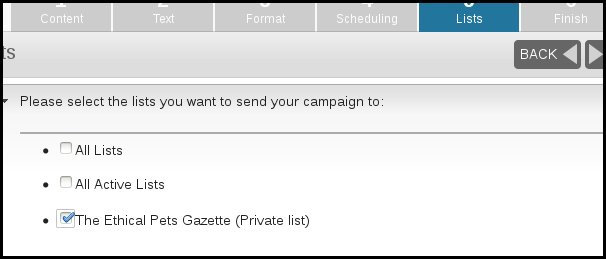 Content Text Format Scheduling Lists Finish
ts
BACK
Please select the lists you want to send your campaign to:
All Lists
All Active Lists
The Ethical Pets Gazette (Private list)